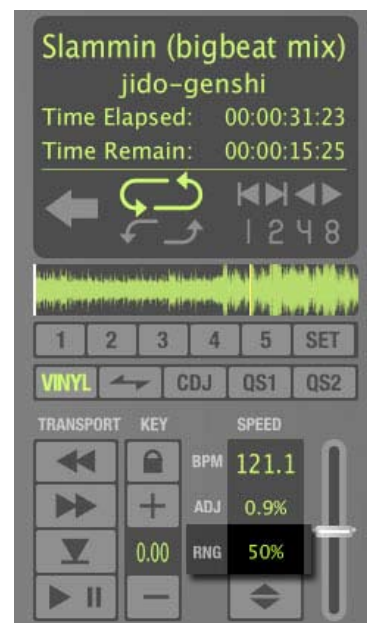 Slammin (bigbeat mix)
jido-genshi
Time Elapsed: 00:00:31:23
Time Remain: 00:00:15:25
1 2 4 8
1 2 3 4 5 SET
VINYL CDJ QS1 QS2
TRANSPORT KEY SPEED
BPM 121.1
ADJ 0.9%
0.00 RNG 50%